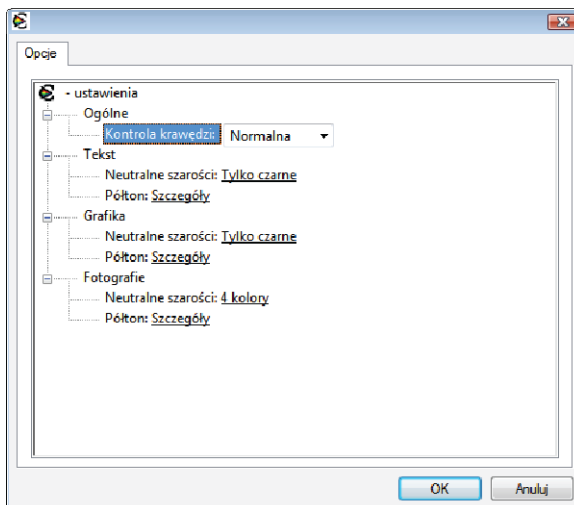 Opcje
- ustawienia
Ogólne
Kontrola krawędzi: Normalna
Tekst
Neutralne szarości: Tylko czarne
Półton: Szczegóły
Grafika
Neutralne szarości: Tylko czarne
Półton: Szczegóły
Fotografie
Neutralne szarości: 4 kolory
Półton: Szczegóły
OK Anuluj